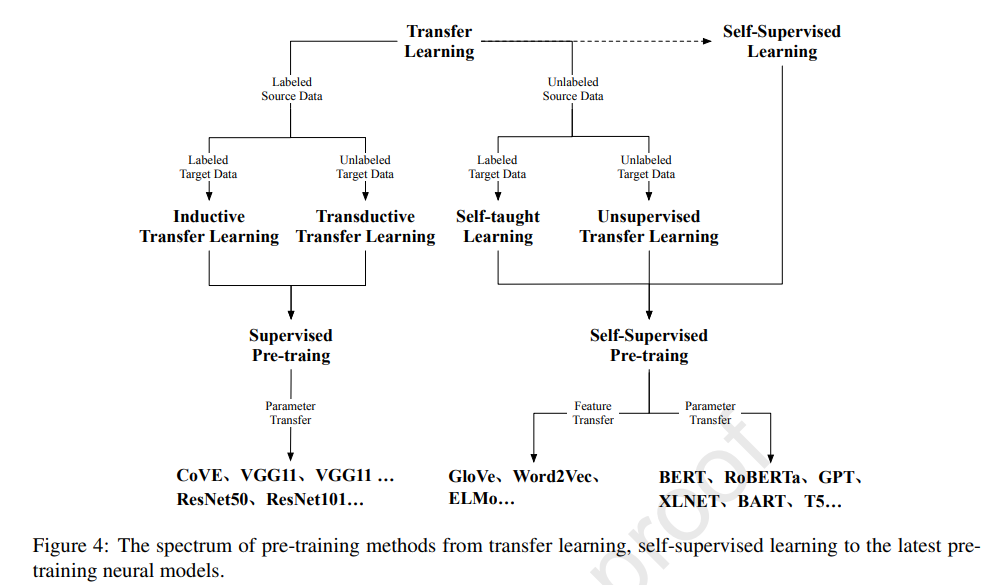 Transfer
Learning
Self-Supervised
Learning
Labeled
Source Data
Unlabeled
Source Data
Labeled
Target Data
Unlabeled
Target Data
Labeled
Target Data
Unlabeled
Target Data
Inductive
Transfer Learning
Transductive
Transfer Learning
Self-taught
Learning
Unsupervised
Transfer Learning
Supervised
Pre-traing
Self-Supervised
Pre-traing
Parameter
Transfer
Feature
Transfer
Parameter
Transfer
CoVE、VGG11、VGG11 ...
ResNet50、ResNet101...
GloVe、Word2Vec、
ELMo...
BERT、RoBERTa、GPT、
XLNET、BART、T5...
proof
Figure 4: The spectrum of pre-training methods from transfer learning, self-supervised learning to the latest pre-
training neural models.